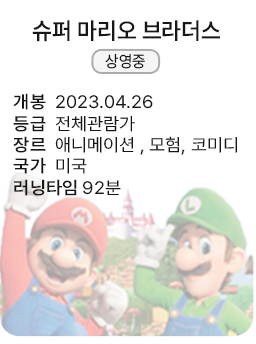 슈퍼 마리오 브라더스
상영중
개봉 2023.04.26
등급 전체관람가
장르 애니메이션 , 모험, 코미디
국가 미국
러닝타임 92분